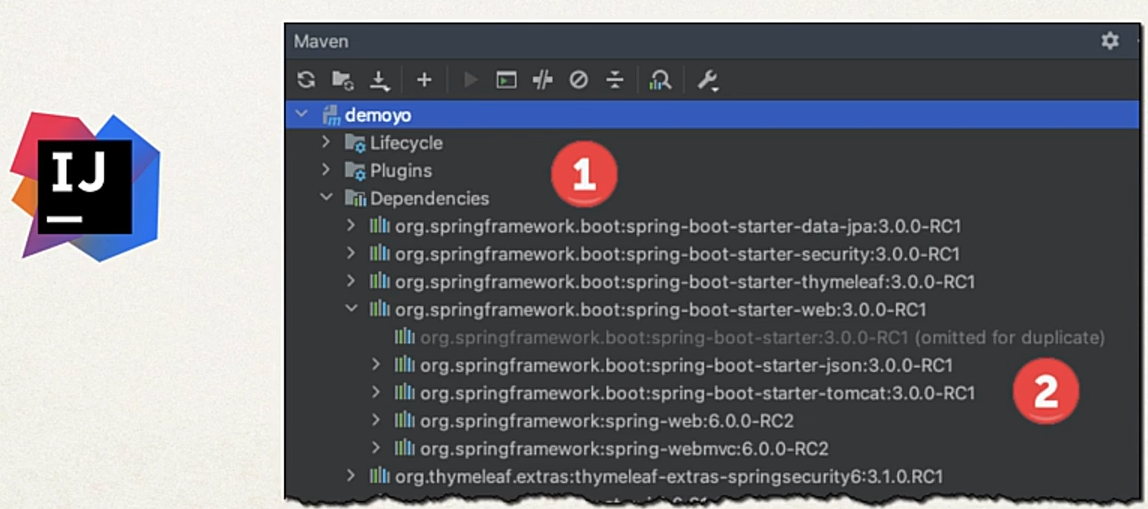 Maven
IJ
demoyo
Lifecycle
Plugins
1
Dependencies
org.springframework.boot:spring-boot-starter-data-jpa:3.0.0-RC1
org.springframework.boot:spring-boot-starter-security:3.0.0-RC1
org.springframework.boot:spring-boot-starter-thymeleaf:3.0.0-RC1
org.springframework.boot:spring-boot-starter-web:3.0.0-RC1
org.springframework.boot:spring-boot-starter:3.0.0-RC1 (omitted for duplicate)
org.springframework.boot:spring-boot-starter-json:3.0.0-RC1
org.springframework.boot:spring-boot-starter-tomcat:3.0.0-RC1
2
org.springframework:spring-web:6.0.0-RC2
org.springframework:spring-webmvc:6.0.0-RC2
org.thymeleaf.extras:thymeleaf-extras-springsecurity6:3.1.0.RC1